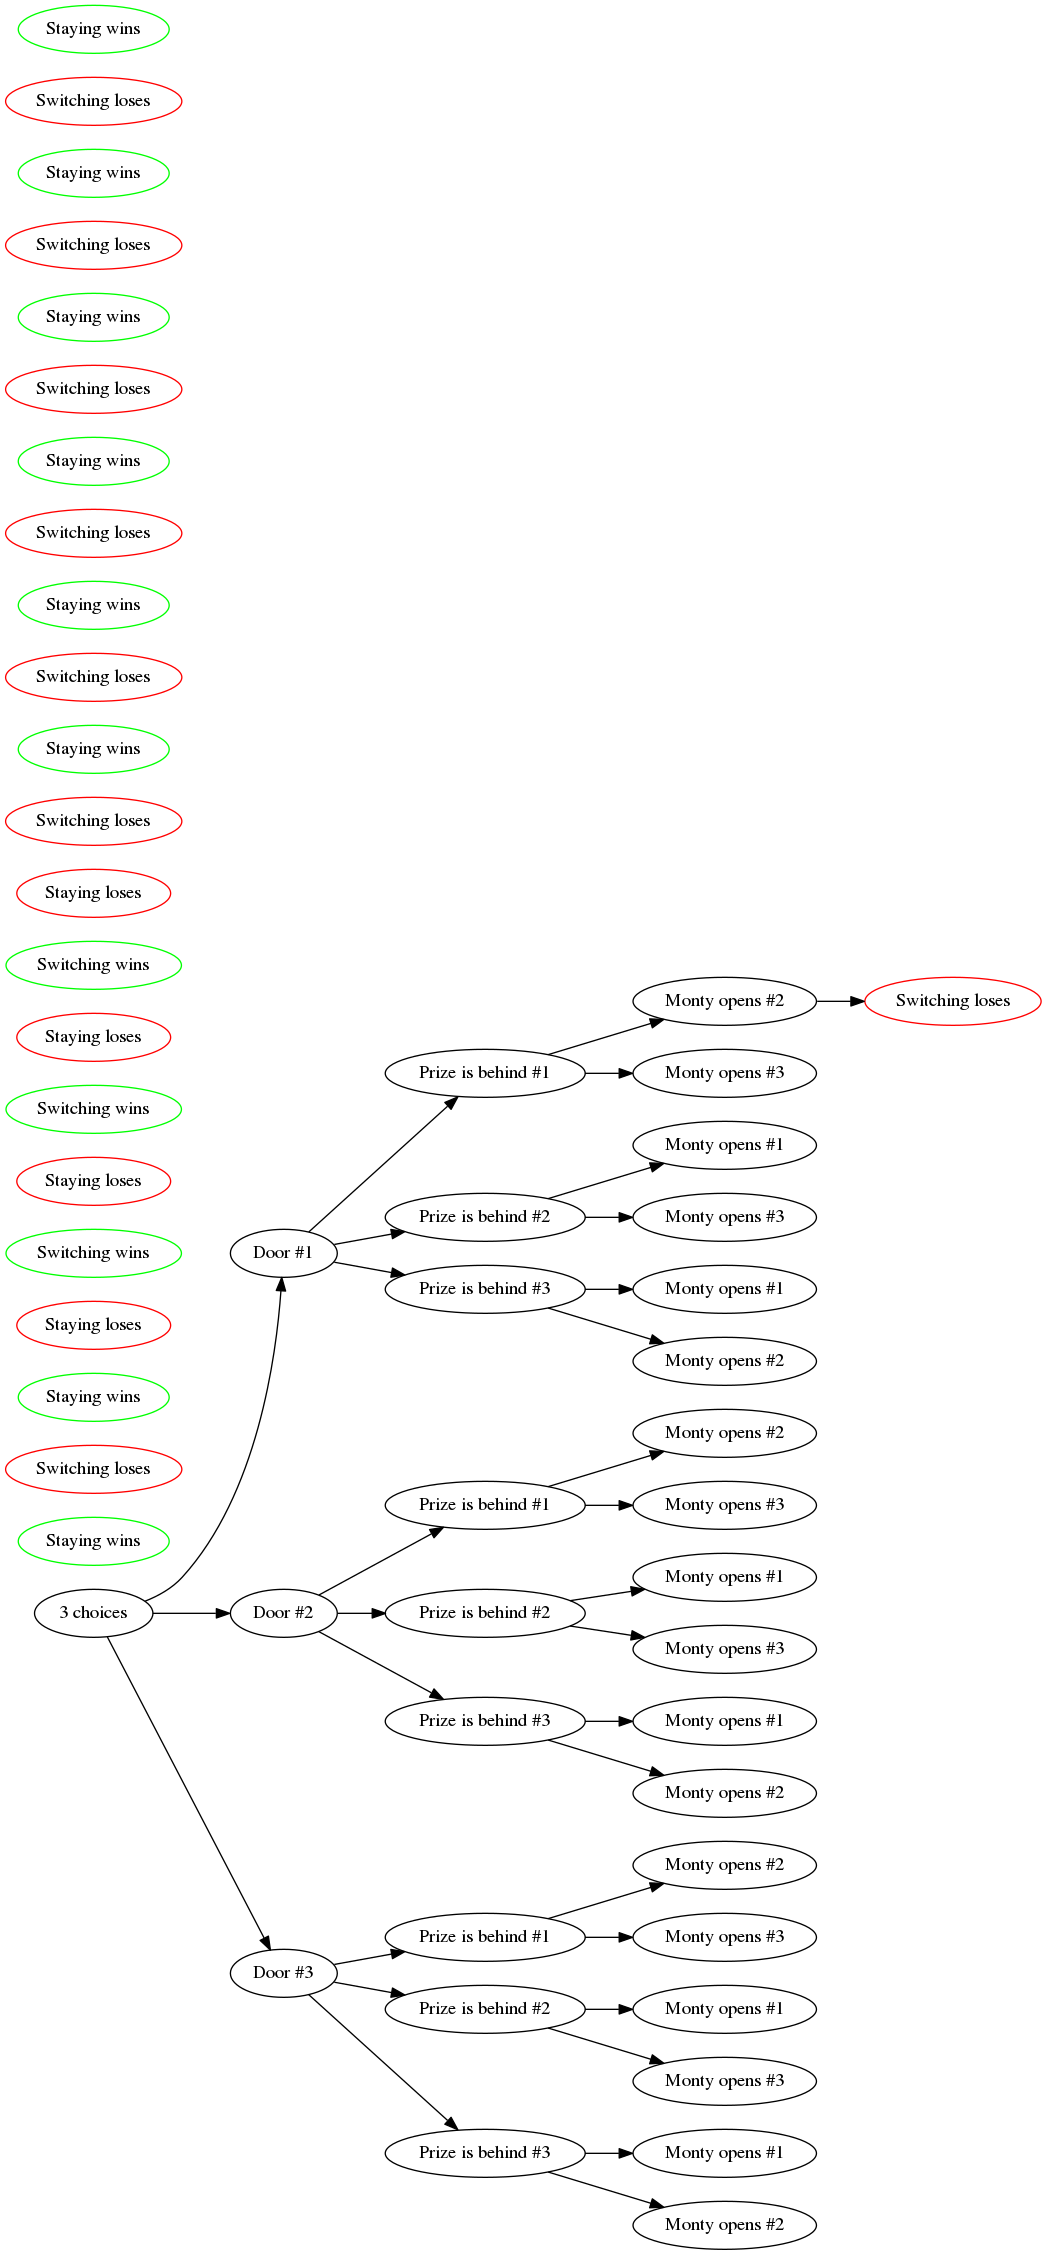 Staying wins
Switching loses
Staying wins
Switching loses
Staying wins
Switching loses
Staying wins
Switching loses
Staying wins
Switching loses
Staying wins
Switching loses
Staying loses
Switching wins
Staying loses
Switching wins
Staying loses
Switching wins
Staying loses
Staying wins
Switching loses
Staying wins
3 choices
Door #1
Door #2
Door #3
Prize is behind #1
Prize is behind #2
Prize is behind #3
Prize is behind #1
Prize is behind #2
Prize is behind #3
Prize is behind #1
Prize is behind #2
Prize is behind #3
Monty opens #2
Monty opens #3
Monty opens #1
Monty opens #3
Monty opens #1
Monty opens #2
Monty opens #2
Monty opens #3
Monty opens #1
Monty opens #3
Monty opens #1
Monty opens #2
Monty opens #2
Monty opens #3
Monty opens #1
Monty opens #3
Monty opens #1
Monty opens #2
Switching loses